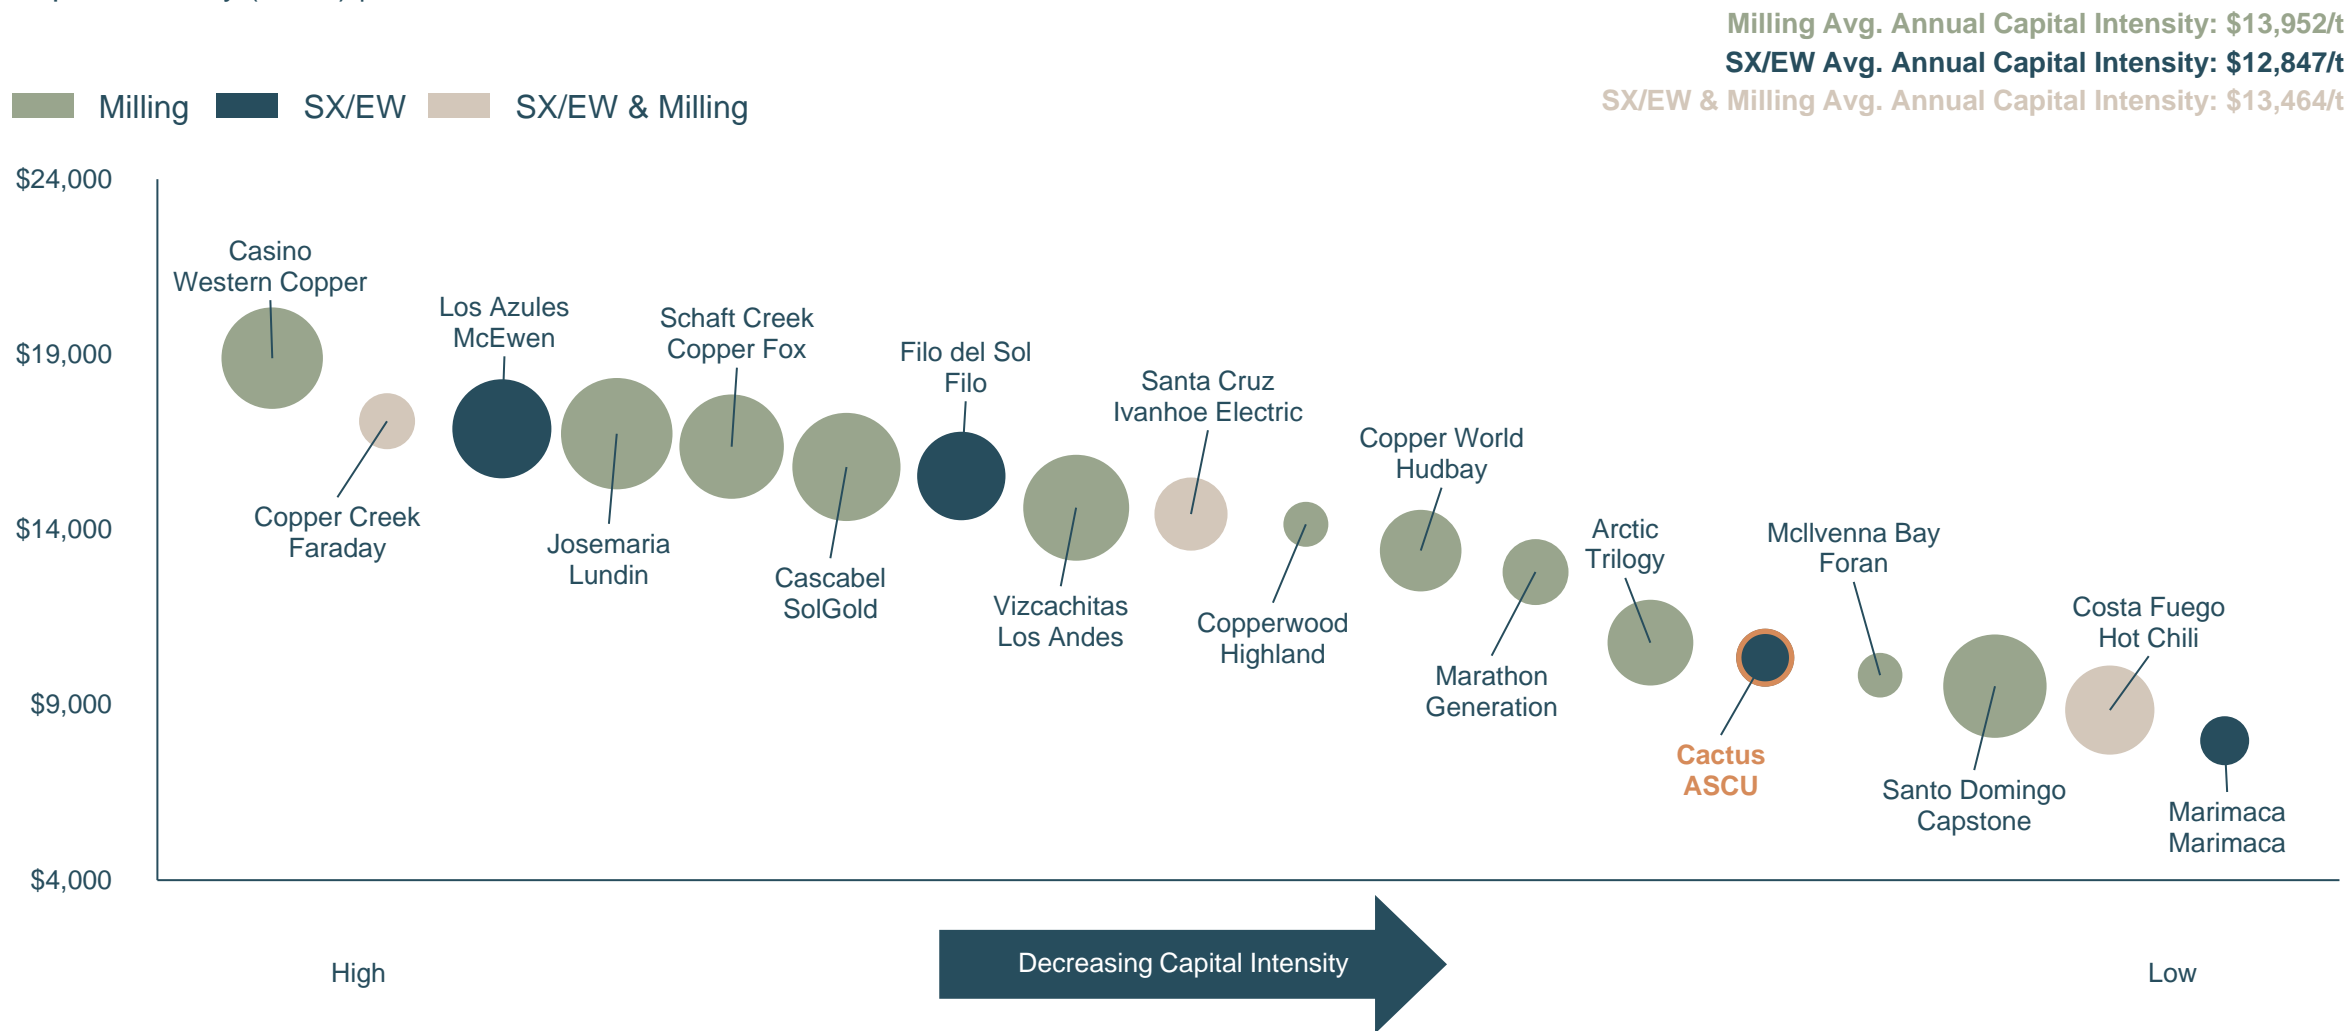 Milling Avg. Annual Capital Intensity: $13,952/t
SX/EW Avg. Annual Capital Intensity: $12,847/t
SX/EW & Milling Avg. Annual Capital Intensity: $13,464/t
Milling SX/EW SX/EW & Milling
$24,000
$19,000
$14,000
$9,000
$4,000
Casino
Western Copper
Copper Creek
Faraday
Los Azules
McEwen
Josemaria
Lundin
Schaft Creek
Copper Fox
Cascabel
SolGold
Filo del Sol
Filo
Vizcachitas
Los Andes
Santa Cruz
Ivanhoe Electric
Copperwood
Highland
Copper World
Hudbay
Marathon
Generation
Arctic
Trilogy
Cactus
ASCU
McIlvenna Bay
Foran
Santo Domingo
Capstone
Costa Fuego
Hot Chili
Marimaca
Marimaca
High
Decreasing Capital Intensity
Low